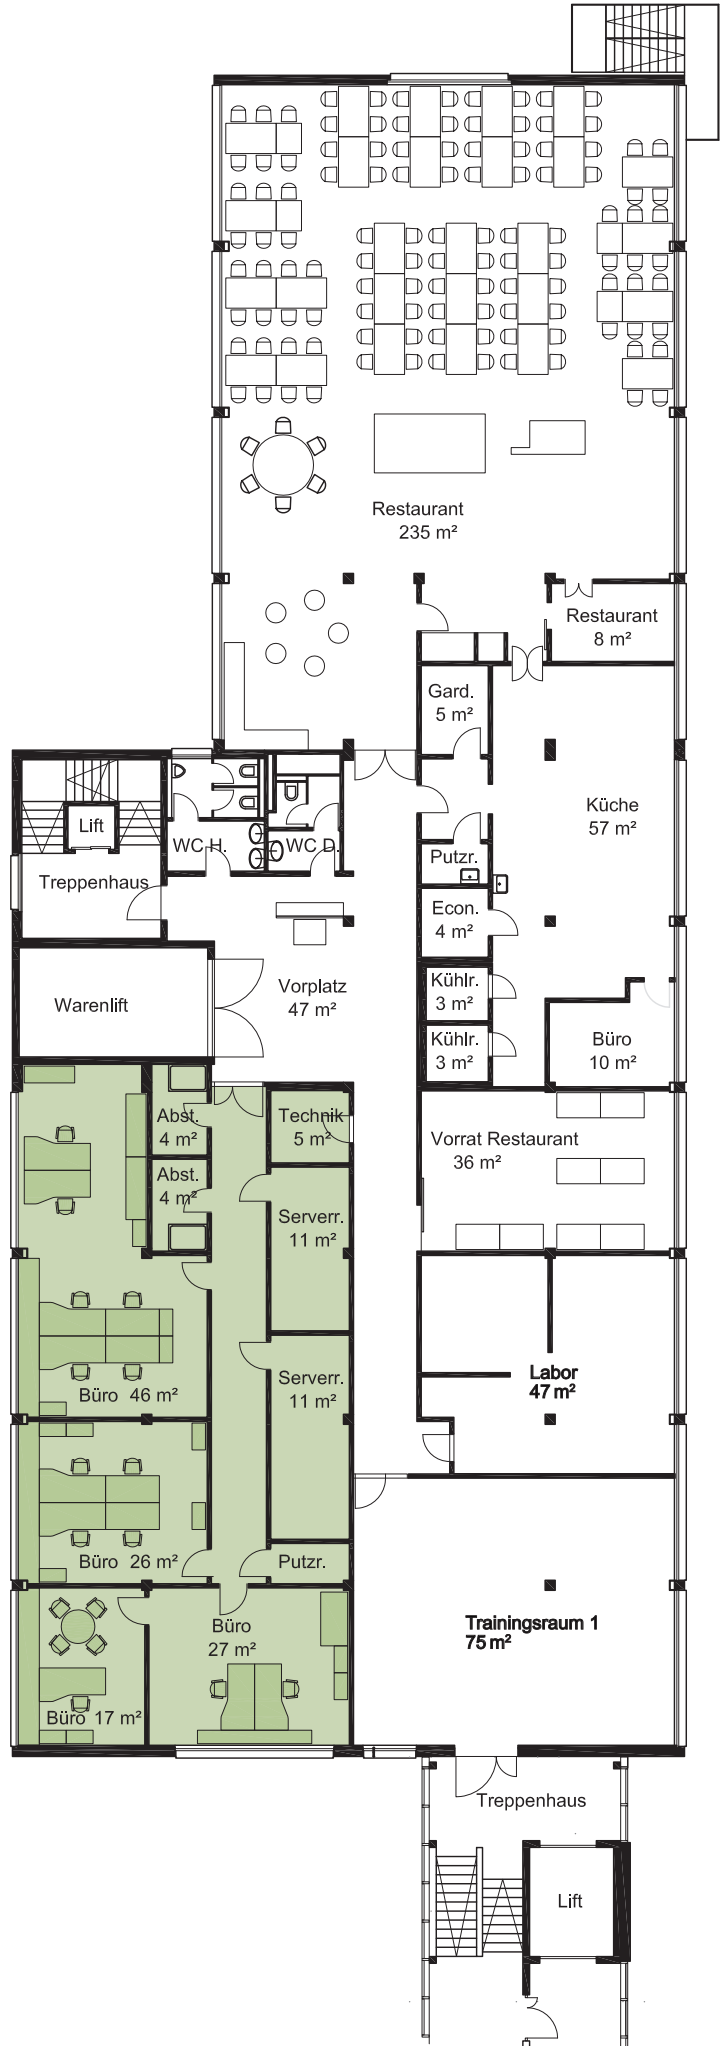 Restaurant
235 m²
Restaurant
8 m²
Gard.
5 m²
Küche
57 m²
Lift
WC H.
WC D.
Putzr.
Treppenhaus
Econ.
4 m²
Warenlift
Vorplatz
47 m²
Kühlr.
3 m²
Kühlr.
3 m²
Büro
10 m²
Abst.
4 m²
Technik
5 m²
Vorrat Restaurant
36 m²
Abst.
4 m²
Serverr.
11 m²
Büro 46 m²
Serverr.
11 m²
Labor
47 m²
Büro 26 m²
Putzr.
Büro
27 m²
Trainingsraum 1
75 m²
Büro 17 m²
Treppenhaus
Lift